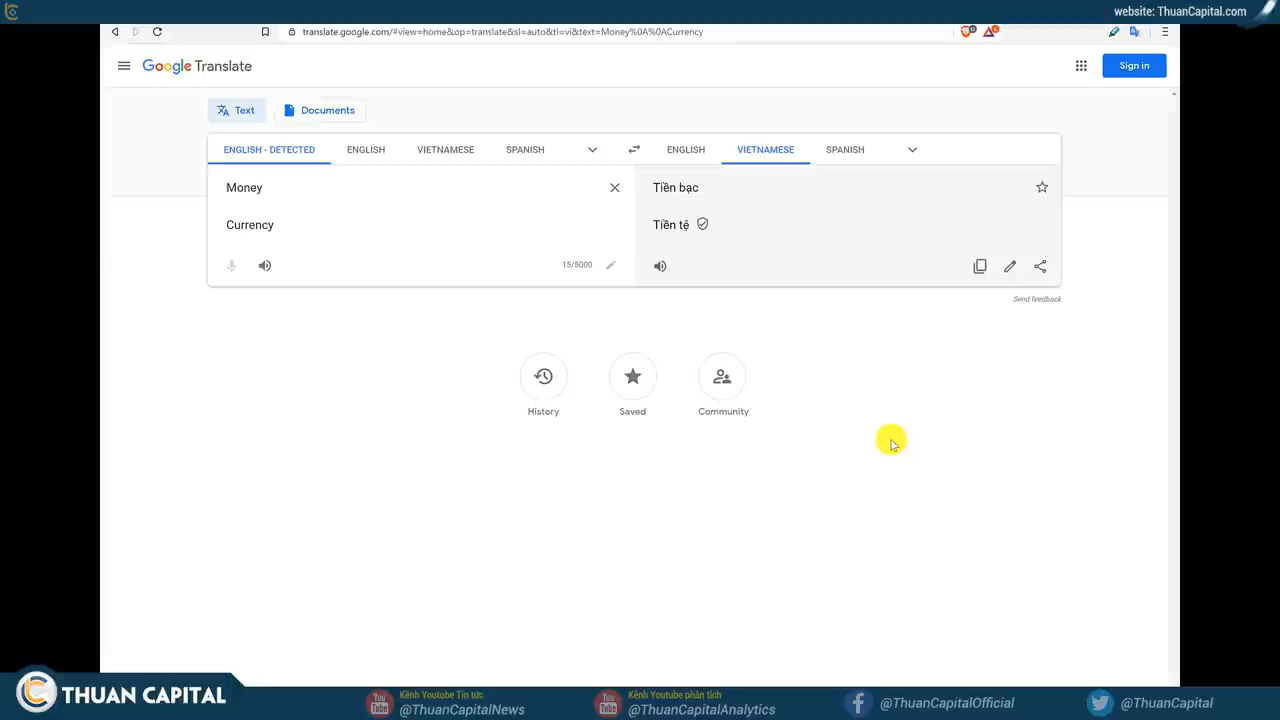 website: ThuanCapital.com
translate.google.com/#view=home&op=translate&sl=auto&tl=vi&text=Money%0A%0ACurrency
Google Translate
Sign in
Text
Documents
ENGLISH - DETECTED
ENGLISH
VIETNAMESE
SPANISH
ENGLISH
VIETNAMESE
SPANISH
Money
Tiền bạc
Currency
Tiền tệ
15/5000
Send feedback
History
Saved
Community
THUAN CAPITAL
Kênh Youtube Tin tức
@ThuanCapitalNews
Kênh Youtube phân tích
@ThuanCapitalAnalytics
@ThuanCapitalOfficial
@ThuanCapital